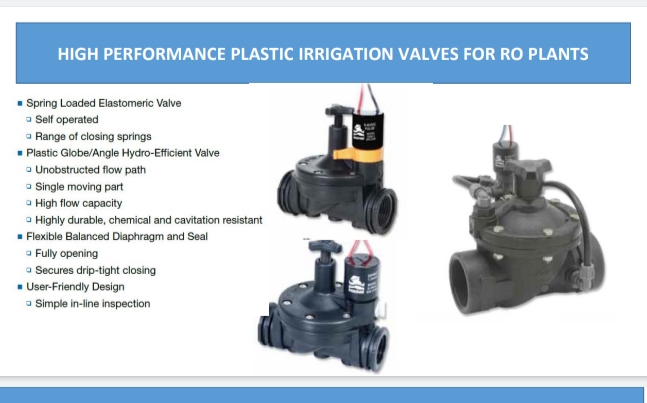 HIGH PERFORMANCE PLASTIC IRRIGATION VALVES FOR RO PLANTS
Spring Loaded Elastomeric Valve
Self operated
Range of closing springs
Plastic Globe/Angle Hydro-Efficient Valve
Unobstructed flow path
Single moving part
High flow capacity
Highly durable, chemical and cavitation resistant
Flexible Balanced Diaphragm and Seal
Fully opening
Secures drip-tight closing
User-Friendly Design
Simple in-line inspection